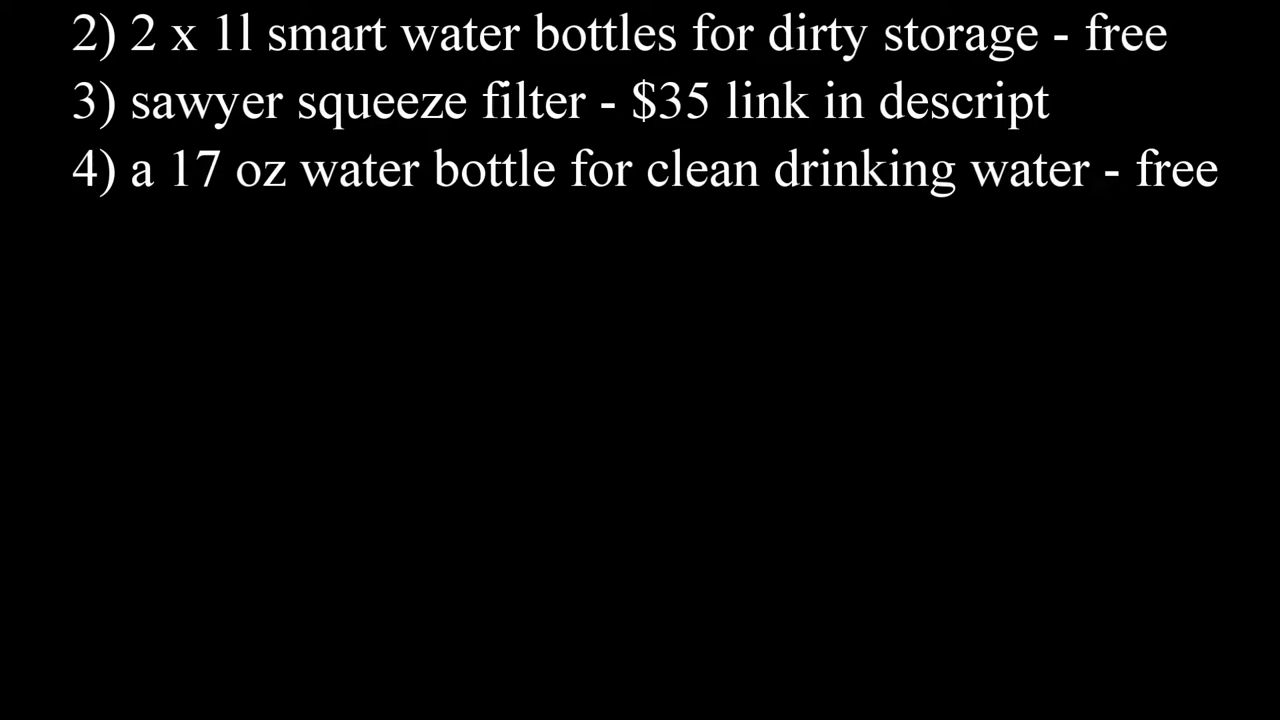 2) 2 x 1l smart water bottles for dirty storage - free
3) sawyer squeeze filter - $35 link in descript
4) a 17 oz water bottle for clean drinking water - free